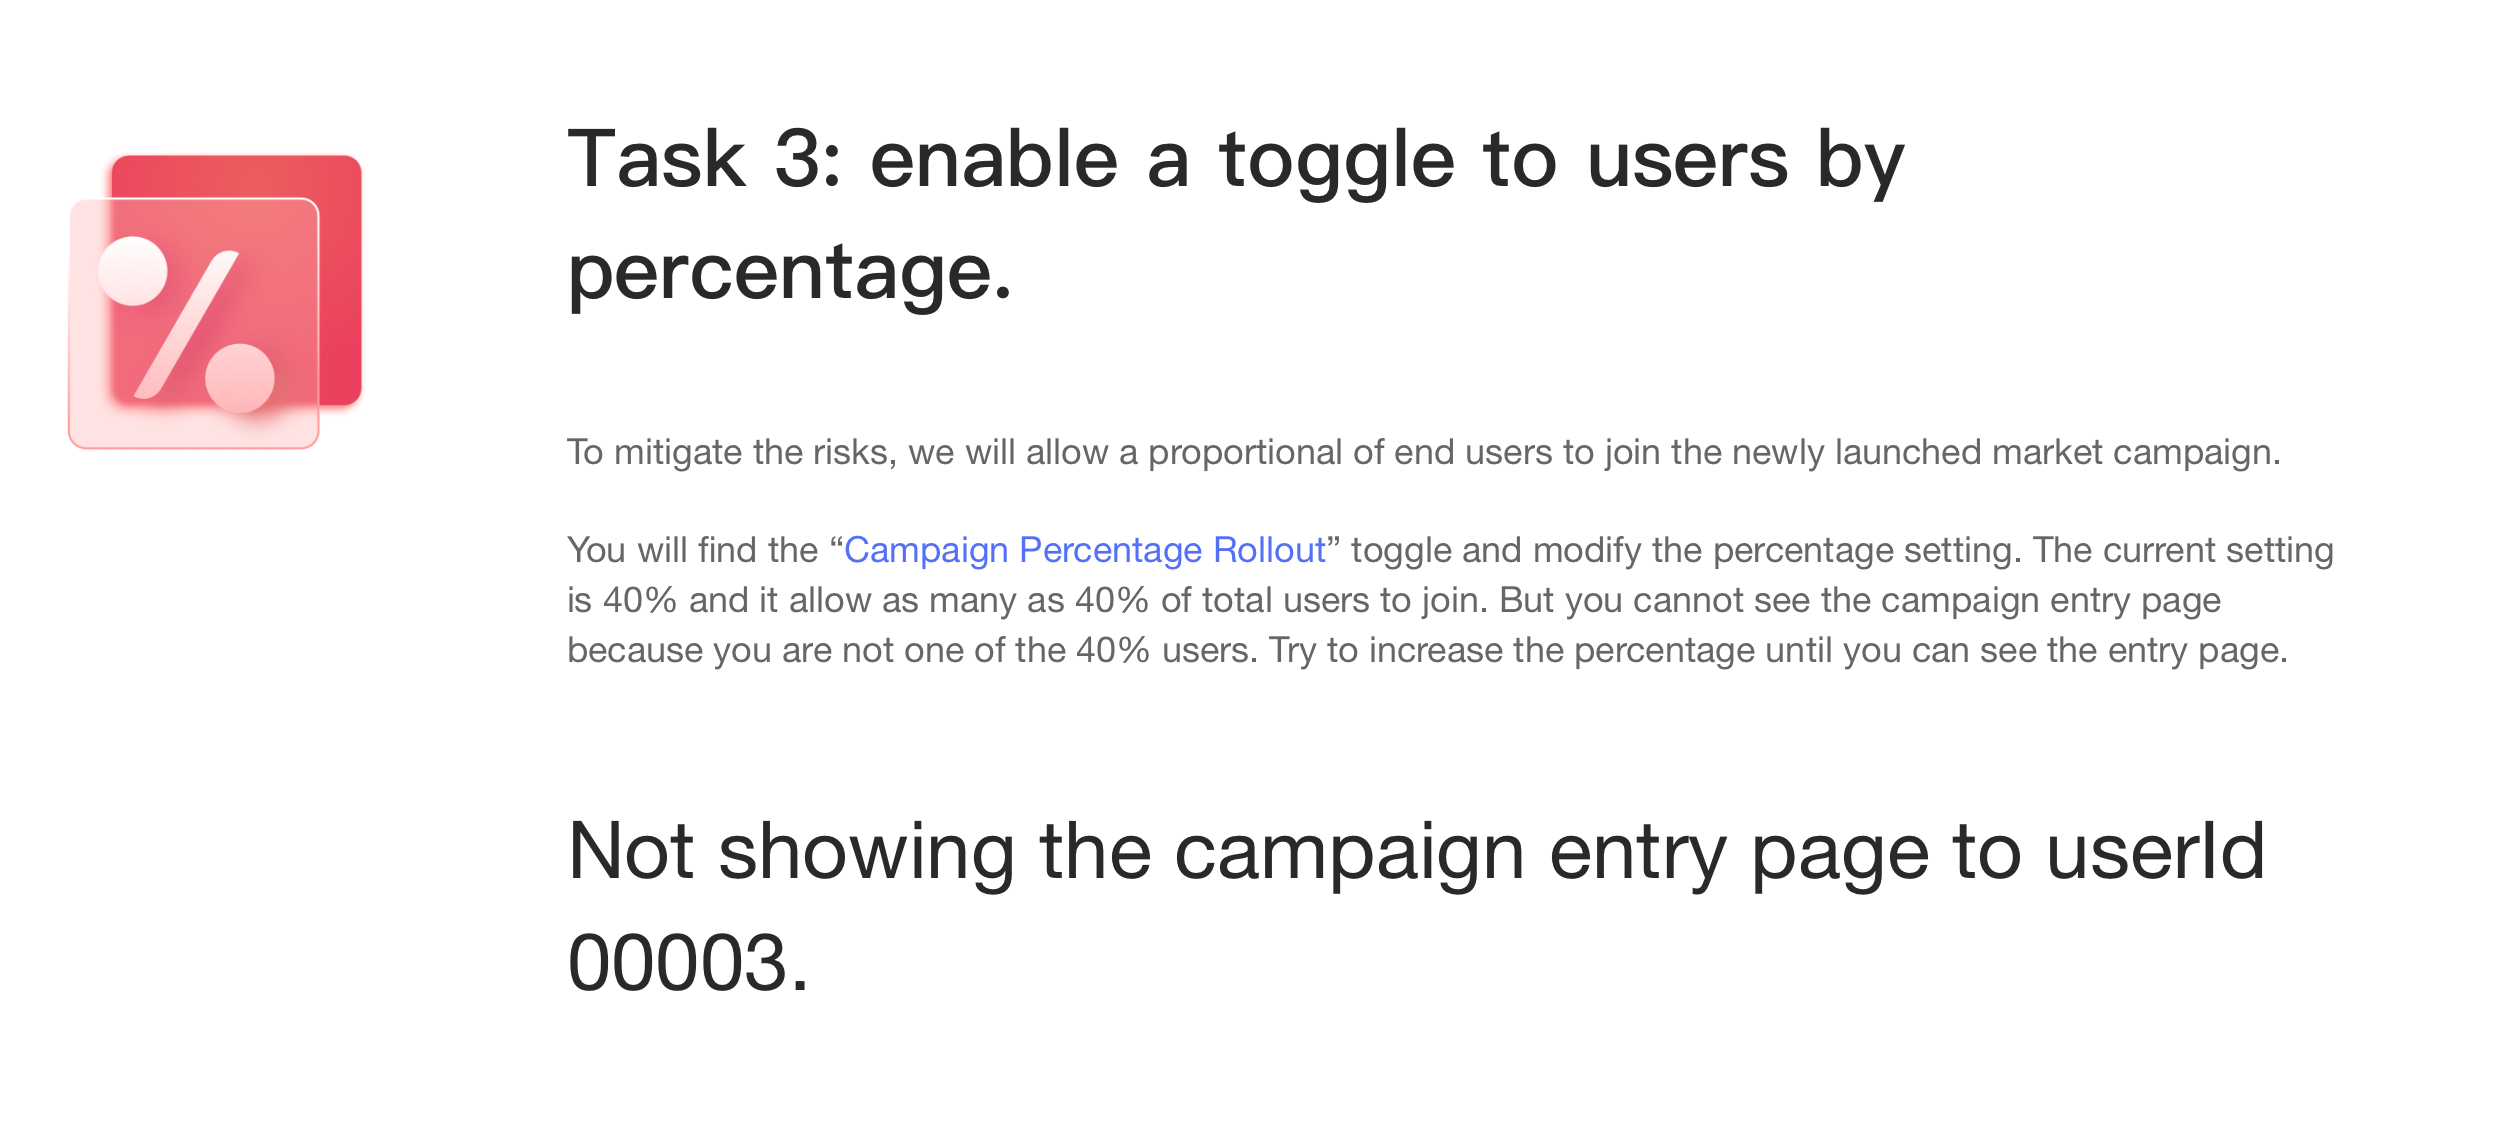 Task 3: enable a toggle to users by
percentage.
To mitigate the risks, we will allow a proportional of end users to join the newly launched market campaign.
You will find the “Campaign Percentage Rollout” toggle and modify the percentage setting. The current setting
is 40% and it allow as many as 40% of total users to join. But you cannot see the campaign entry page
because you are not one of the 40% users. Try to increase the percentage until you can see the entry page.
Not showing the campaign entry page to userId
00003.